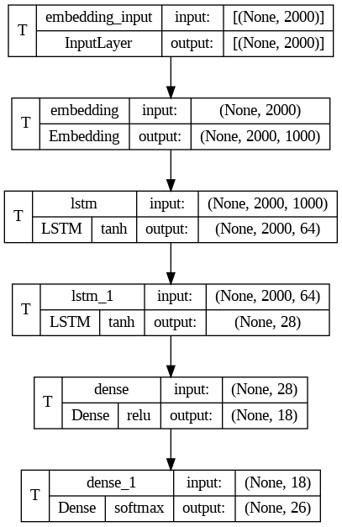 T embedding_input input: [(None, 2000)]
InputLayer output: [(None, 2000)]
T embedding input: (None, 2000)
Embedding output: (None, 2000, 1000)
T lstm input: (None, 2000, 1000)
LSTM tanh output: (None, 2000, 64)
T lstm_1 input: (None, 2000, 64)
LSTM tanh output: (None, 28)
T dense input: (None, 28)
Dense relu output: (None, 18)
T dense_1 input: (None, 18)
Dense softmax output: (None, 26)